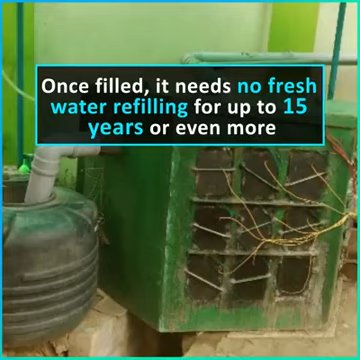 Once filled, it needs no fresh
water refilling for up to 15
years or even more